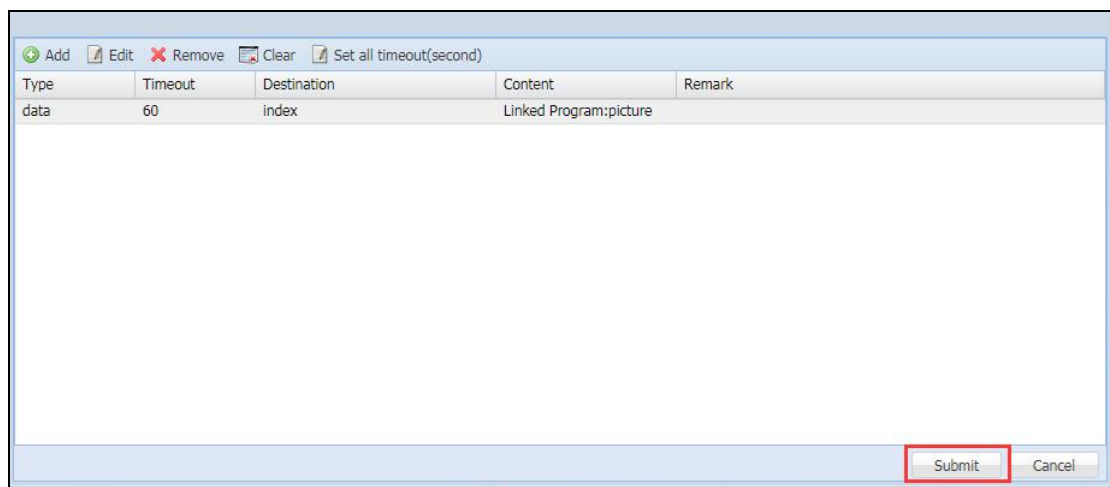 Add Edit Remove Clear Set all timeout(second)
Type Timeout Destination Content Remark
data 60 index Linked Program:picture
Submit Cancel